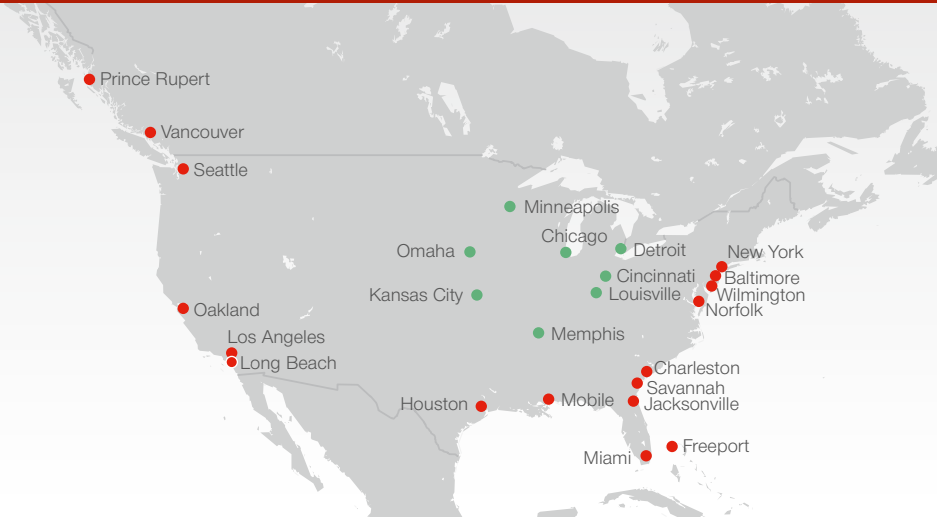 Prince Rupert
Vancouver
Seattle
Minneapolis
Chicago
Omaha
Detroit
New York
Cincinnati
Baltimore
Kansas City
Louisville
Wilmington
Oakland
Norfolk
Memphis
Los Angeles
Long Beach
Charleston
Savannah
Houston
Mobile
Jacksonville
Freeport
Miami